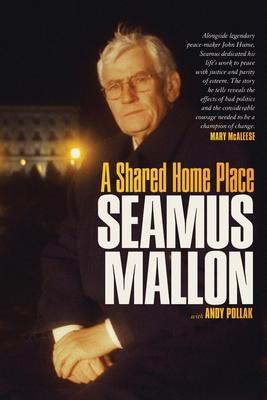 Alongside legendary
peace-maker John Hume,
Seamus dedicated his
life's work to peace
with justice and parity
of esteem. The story
he tells reveals the
effects of bad politics
and the considerable
courage needed to be a
champion of change.
MARY McALEESE
A Shared Home Place
SEAMUS
MALLON
with ANDY POLLAK